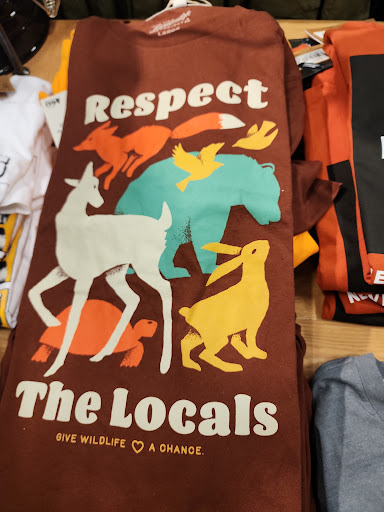 Respect
The Locals
GIVE WILDLIFE A CHANCE.